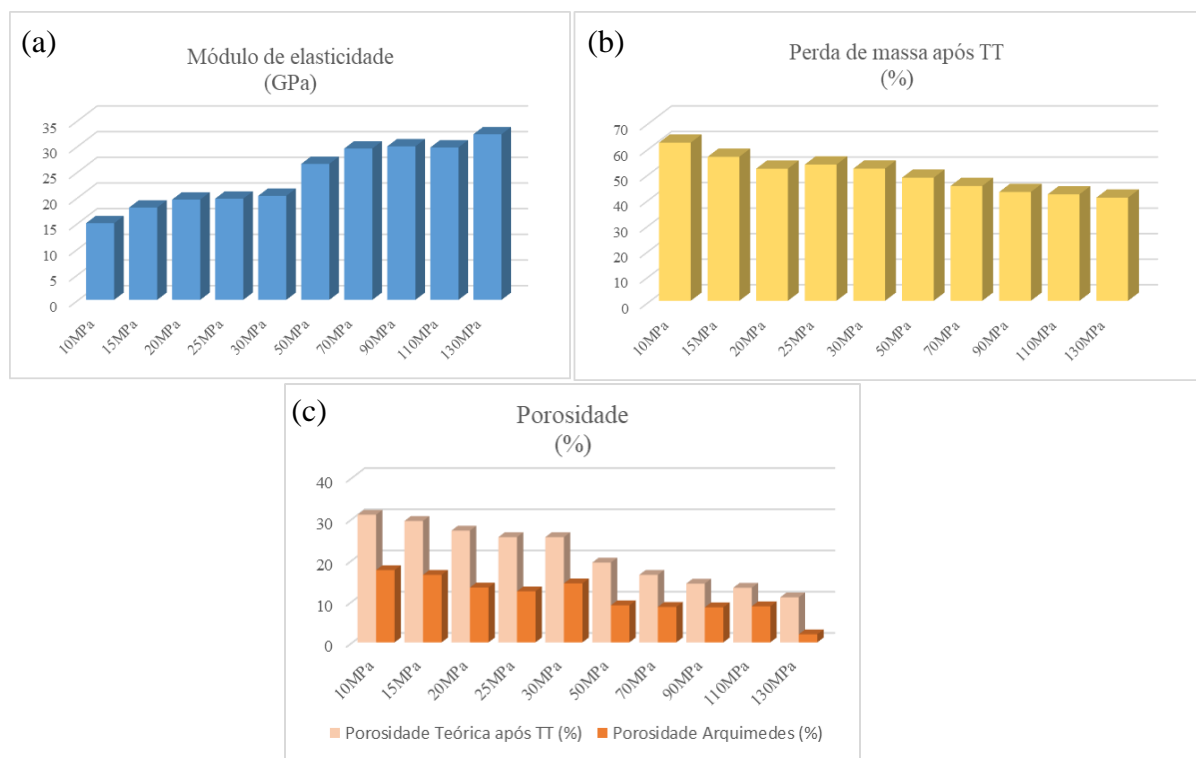 (a)
Módulo de elasticidade
(GPa)
35
30
25
20
15
10
5
0
10MPa
15MPa
20MPa
25MPa
30MPa
50MPa
70MPa
90MPa
110MPa
130MPa
(b)
Perda de massa após TT
(%)
70
60
50
40
30
20
10
0
10MPa
15MPa
20MPa
25MPa
30MPa
50MPa
70MPa
90MPa
110MPa
130MPa
(c)
Porosidade
(%)
40
30
20
10
0
10MPa
15MPa
20MPa
25MPa
30MPa
50MPa
70MPa
90MPa
110MPa
130MPa
Porosidade Teórica após TT (%) Porosidade Arquimedes (%)